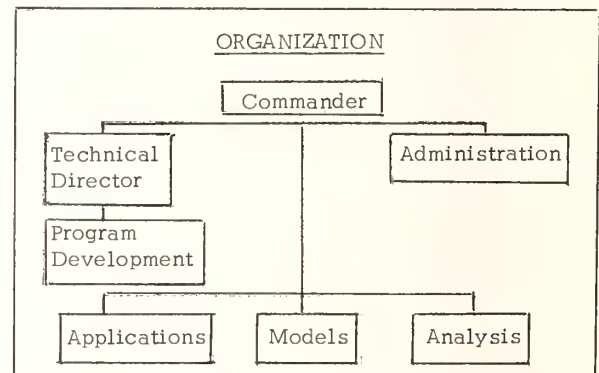 ORGANIZATION
Commander
Technical
Director
Administration
Program
Development
Applications
Models
Analysis